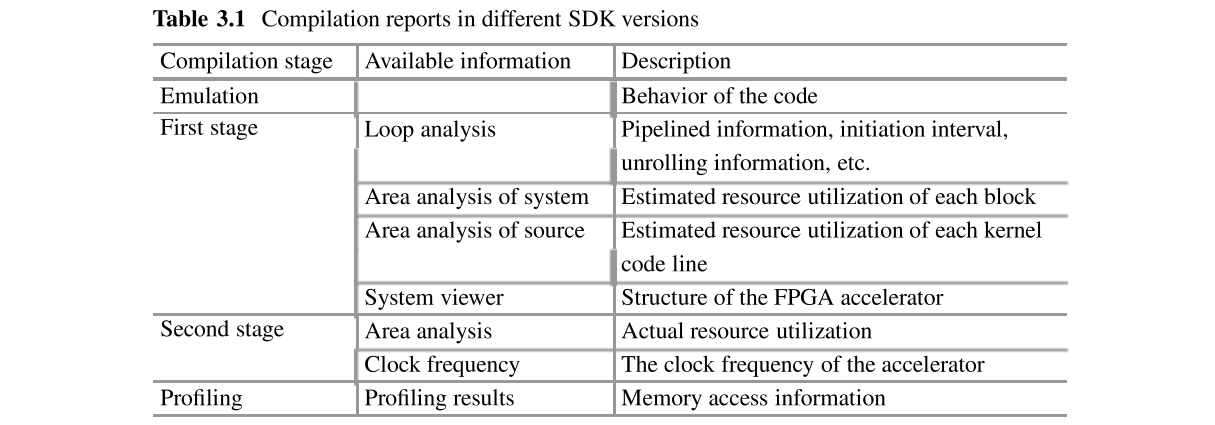 Table 3.1 Compilation reports in different SDK versions
Compilation stage Available information Description
Emulation Behavior of the code
First stage Loop analysis Pipelined information, initiation interval,
unrolling information, etc.
Area analysis of system Estimated resource utilization of each block
Area analysis of source Estimated resource utilization of each kernel
code line
System viewer Structure of the FPGA accelerator
Second stage Area analysis Actual resource utilization
Clock frequency The clock frequency of the accelerator
Profiling Profiling results Memory access information